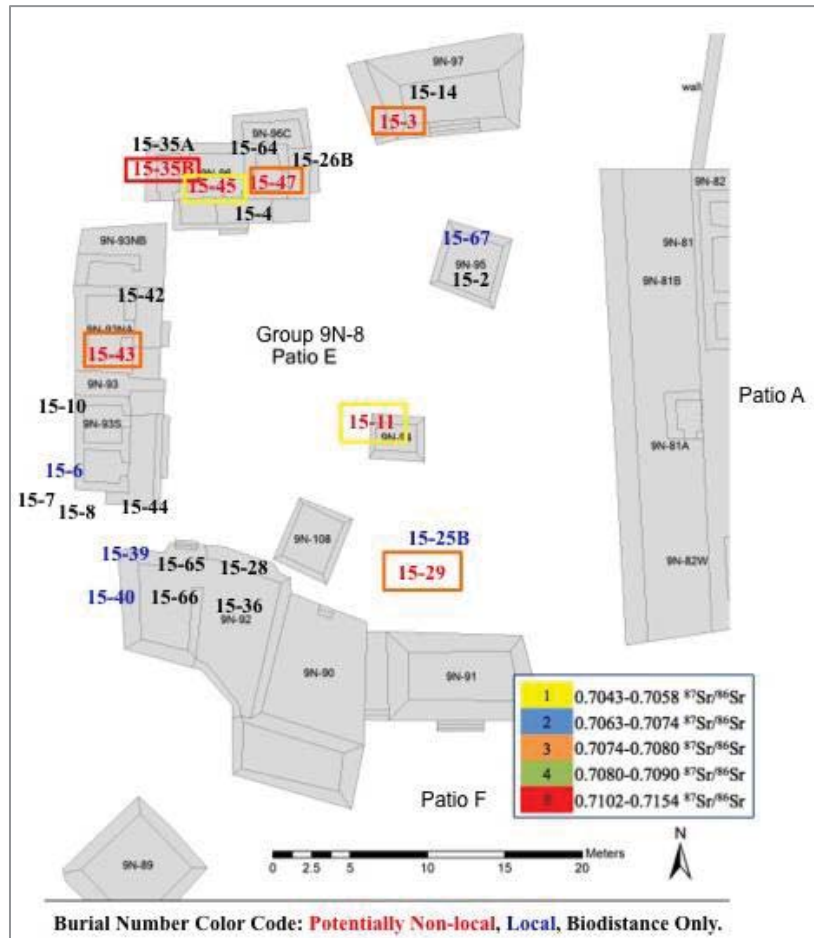 9N-97
15-14
15-3
wall
9N-96C
15-35A
15-64
15-26B
15-35B
15-45
15-47
15-4
9N-82
9N-81
9N-81B
15-67
9N-95
15-2
9N-93NB
15-42
9N-93NA
15-43
Group 9N-8
Patio E
9N-93
15-10
9N-93S
15-11
Patio A
9N-81A
15-6
15-7
15-8
15-44
9N-108
15-25B
9N-82W
15-39
15-65
15-28
15-29
15-40
15-66
15-36
9N-92
9N-90
9N-91
1 0.7043-0.7058 ⁸⁷Sr/⁸⁶Sr
2 0.7063-0.7074 ⁸⁷Sr/⁸⁶Sr
3 0.7074-0.7080 ⁸⁷Sr/⁸⁶Sr
4 0.7080-0.7090 ⁸⁷Sr/⁸⁶Sr
5 0.7102-0.7154 ⁸⁷Sr/⁸⁶Sr
Patio F
9N-89
N
Meters
0 2.5 5 10 15 20
Burial Number Color Code: Potentially Non-local, Local, Biodistance Only.